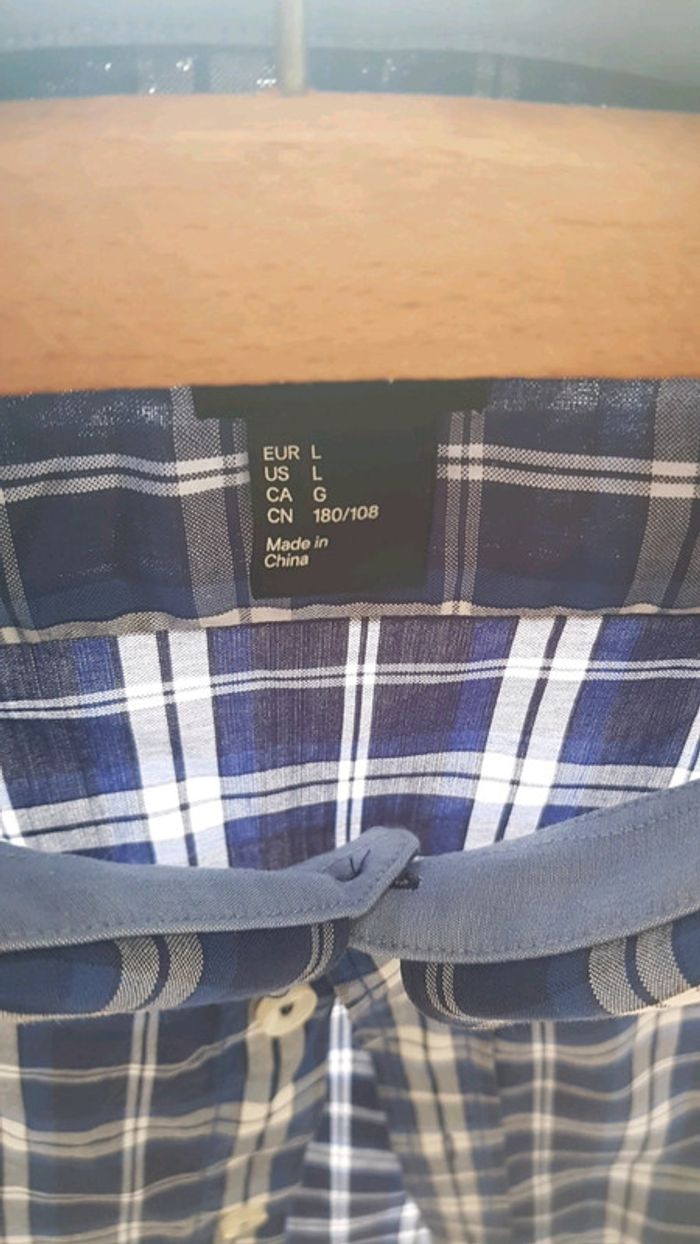 EUR L
US L
CA G
CN 180/108
Made in
China